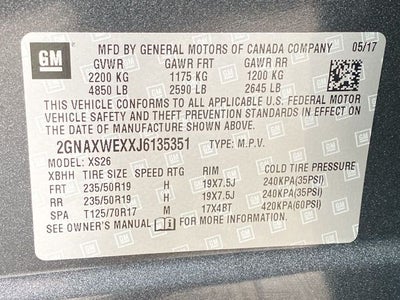 GM
MFD BY GENERAL MOTORS OF CANADA COMPANY 05/17
GVWR GAWR FRT GAWR RR
2200 KG 1175 KG 1200 KG
4850 LB 2590 LB 2645 LB
THIS VEHICLE CONFORMS TO ALL APPLICABLE U.S. FEDERAL MOTOR
VEHICLE SAFETY AND THEFT PREVENTION STANDARDS IN EFFECT ON
THE DATE OF MANUFACTURE SHOWN ABOVE.
2GNAXWEXXJ6135351 TYPE: M.P.V.
MODEL: XS26
XBHH TIRE SIZE SPEED RTG RIM COLD TIRE PRESSURE
FRT 235/50R19 H 19X7.5J 240KPA(35PSI)
RR 235/50R19 H 19X7.5J 240KPA(35PSI)
SPA T125/70R17 M 17X4BT 420KPA(60PSI)
SEE OWNER'S MANUAL FOR ADDITIONAL INFORMATION.